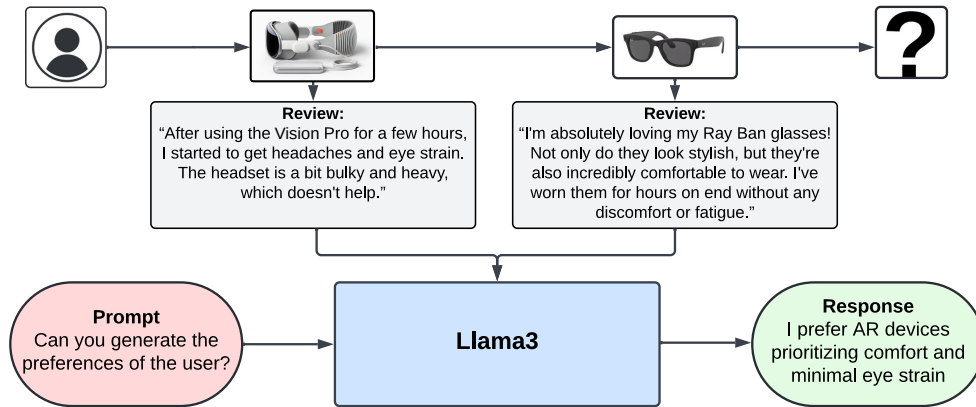 ?
Review:
“After using the Vision Pro for a few hours,
I started to get headaches and eye strain.
The headset is a bit bulky and heavy,
which doesn't help.”
Review:
“I'm absolutely loving my Ray Ban glasses!
Not only do they look stylish, but they're
also incredibly comfortable to wear. I've
worn them for hours on end without any
discomfort or fatigue.”
Prompt
Can you generate the
preferences of the user?
Llama3
Response
I prefer AR devices
prioritizing comfort and
minimal eye strain